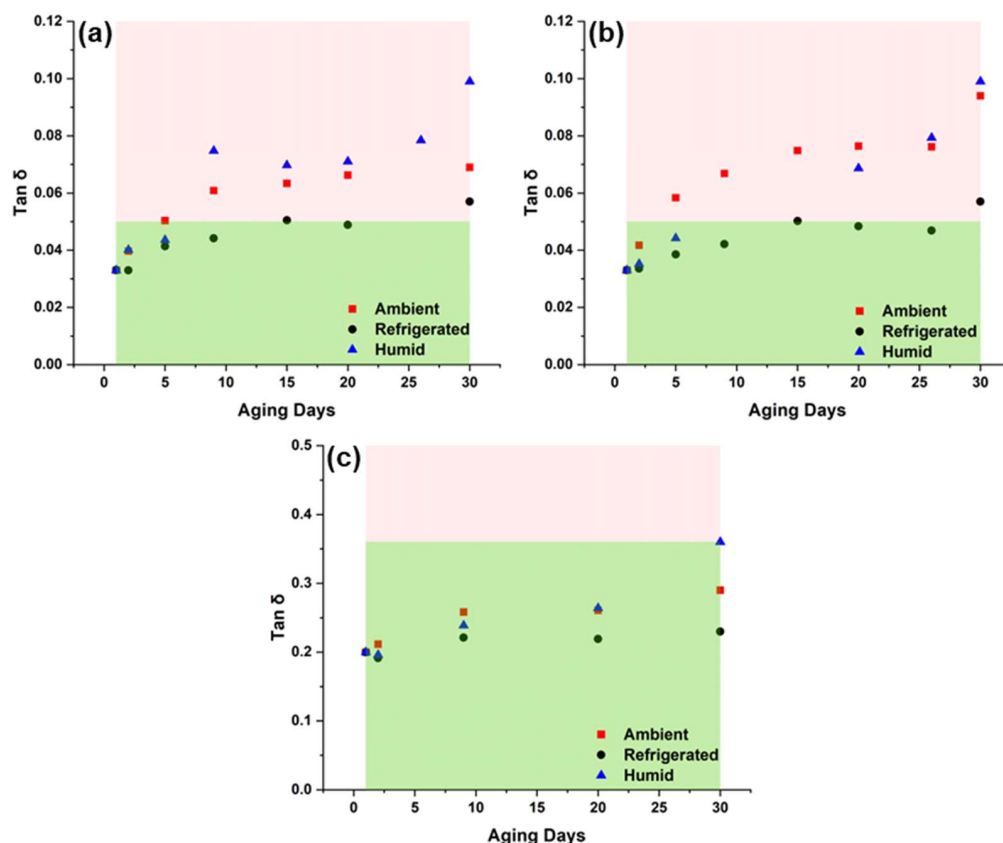 (a)
0.12
0.10
0.08
0.06
0.04
0.02
0.00
Tan δ
Ambient
Refrigerated
Humid
0 5 10 15 20 25 30
Aging Days
(b)
0.12
0.10
0.08
0.06
0.04
0.02
0.00
Tan δ
Ambient
Refrigerated
Humid
0 5 10 15 20 25 30
Aging Days
(c)
0.5
0.4
0.3
0.2
0.1
0.0
Tan δ
Ambient
Refrigerated
Humid
0 5 10 15 20 25 30
Aging Days